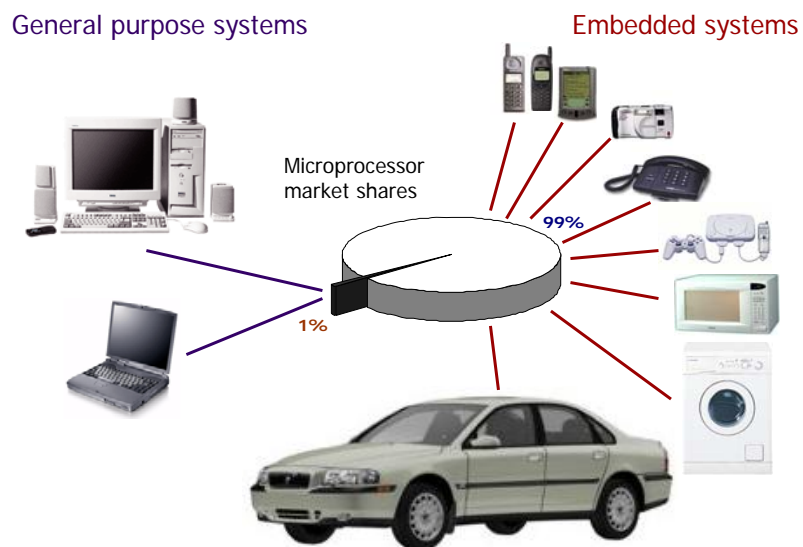 General purpose systems
Embedded systems
Microprocessor
market shares
99%
1%